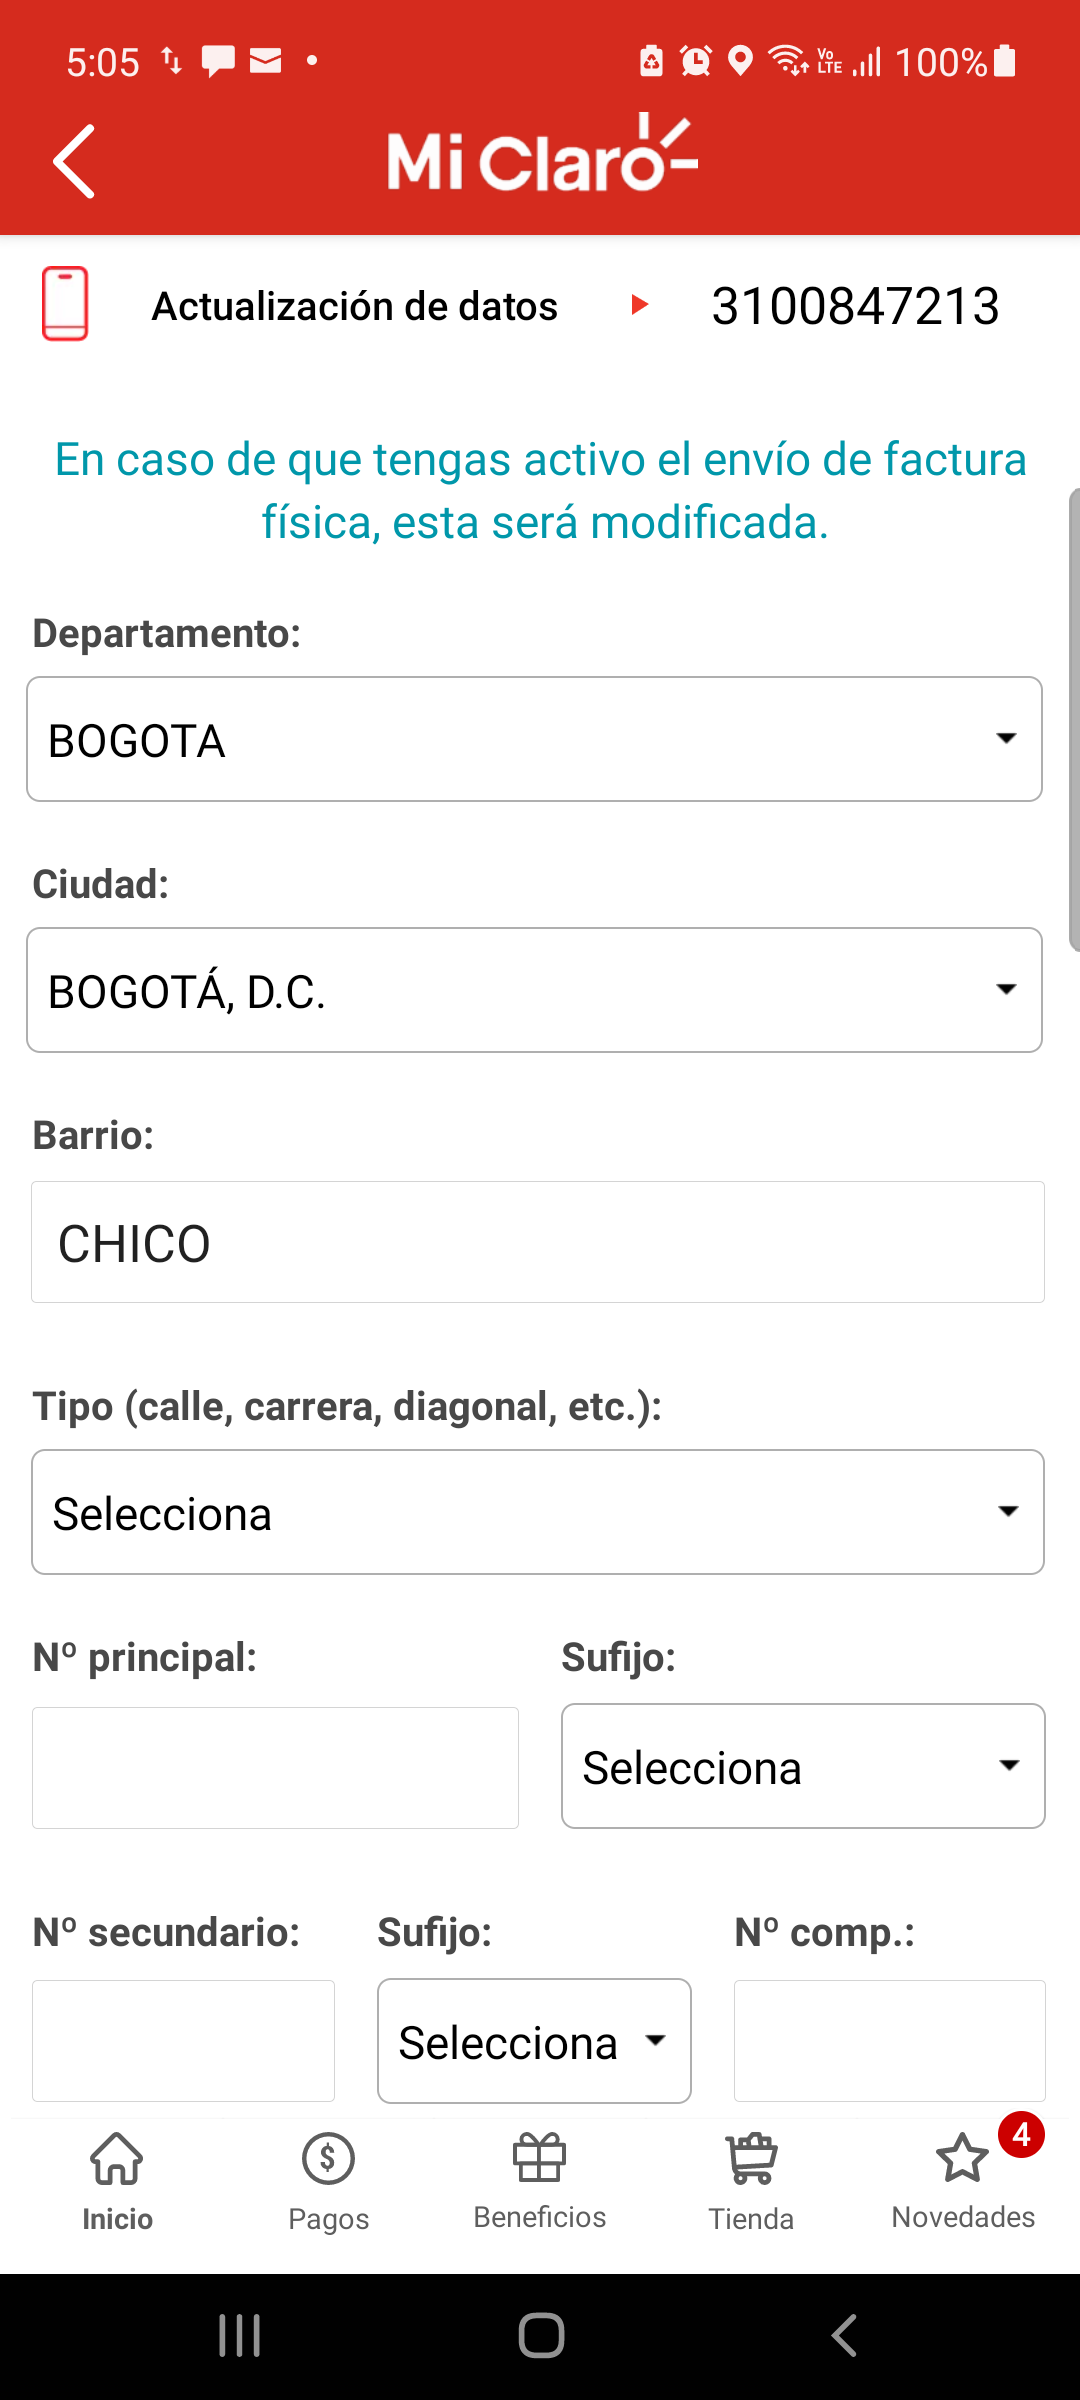 5:05
Vo LTE 100%
Mi Claro
Actualización de datos 3100847213
En caso de que tengas activo el envío de factura
física, esta será modificada.
Departamento:
BOGOTA
Ciudad:
BOGOTÁ, D.C.
Barrio:
CHICO
Tipo (calle, carrera, diagonal, etc.):
Selecciona
Nº principal: Sufijo:
Selecciona
Nº secundario: Sufijo: Nº comp.:
Selecciona
4
Inicio Pagos Beneficios Tienda Novedades